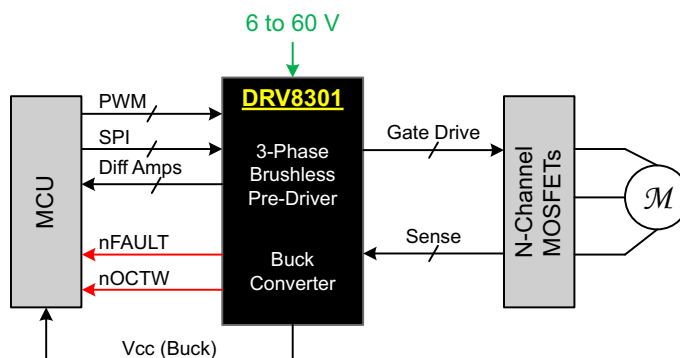 6 to 60 V
MCU
PWM
SPI
Diff Amps
nFAULT
nOCTW
Vcc (Buck)
DRV8301
3-Phase
Brushless
Pre-Driver
Buck
Converter
Gate Drive
Sense
N-Channel
MOSFETs
M